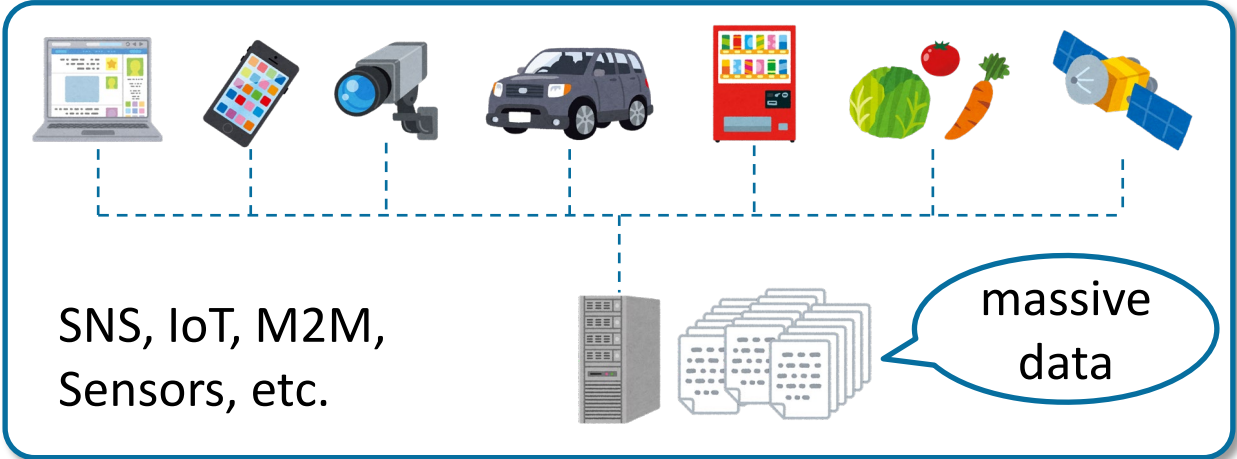 SNS, IoT, M2M,
Sensors, etc.
massive
data